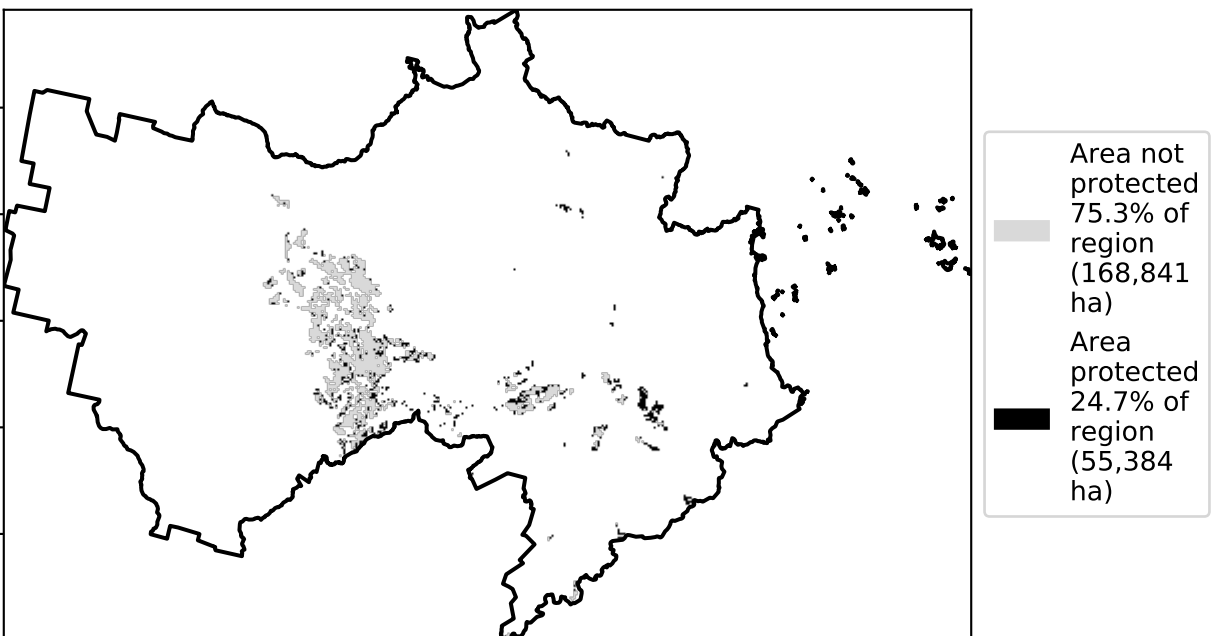 Area not
protected
75.3% of
region
(168,841
ha)
Area
protected
24.7% of
region
(55,384
ha)